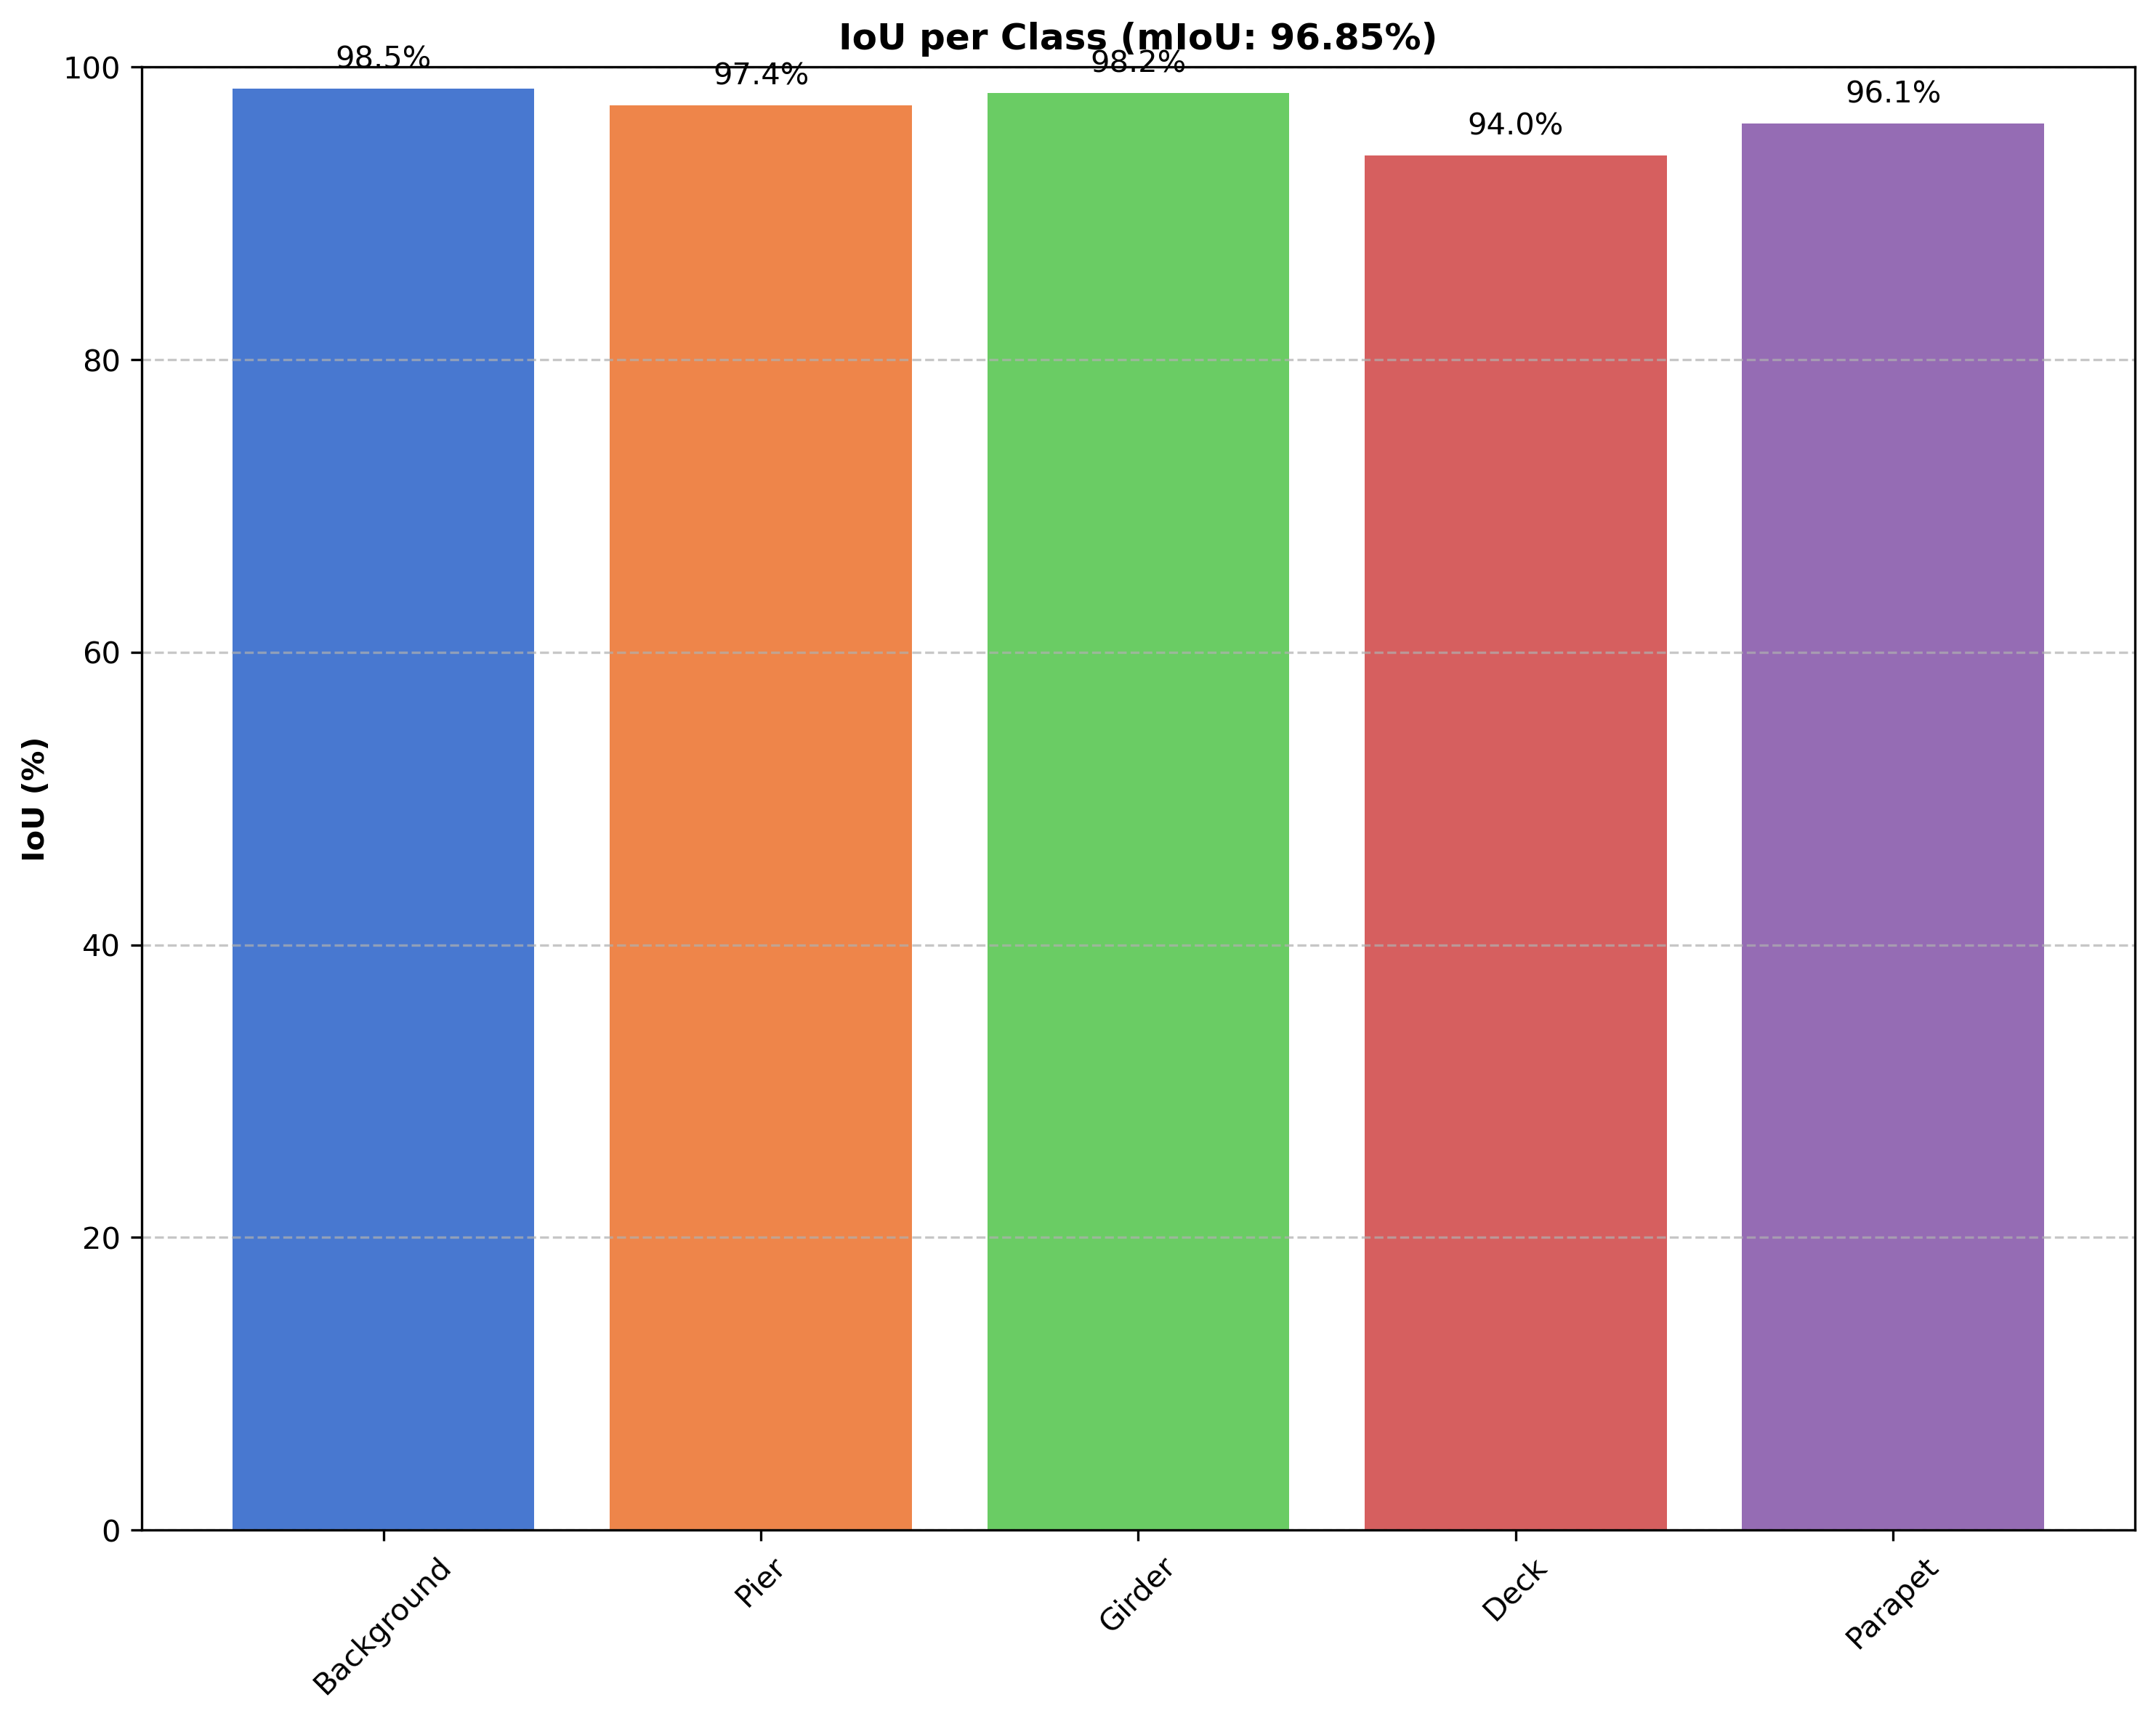 IoU per Class (mIoU: 96.85%)
98.5%
97.4%
98.2%
94.0%
96.1%
100
80
60
40
20
0
IoU (%)
Background
Pier
Girder
Deck
Parapet